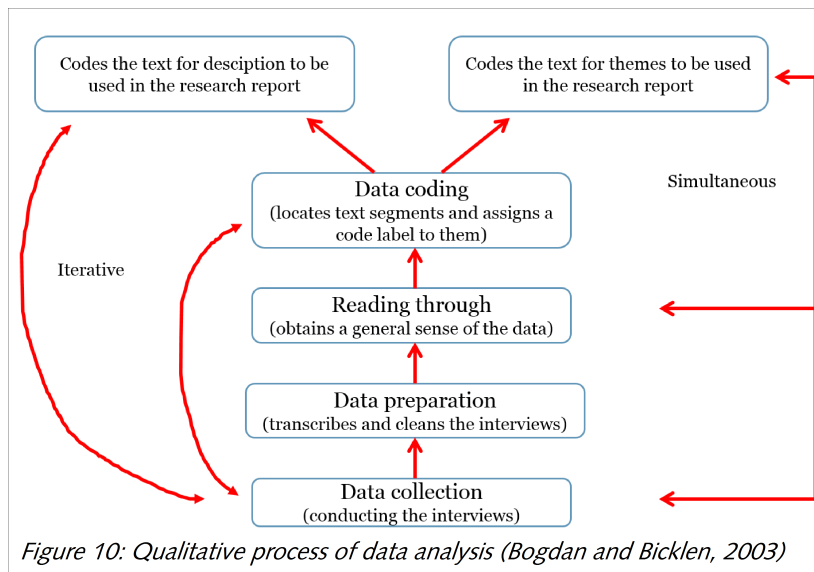 Codes the text for desciption to be
used in the research report
Codes the text for themes to be used
in the research report
Data coding
(locates text segments and assigns a
code label to them)
Simultaneous
Iterative
Reading through
(obtains a general sense of the data)
Data preparation
(transcribes and cleans the interviews)
Data collection
(conducting the interviews)
Figure 10: Qualitative process of data analysis (Bogdan and Bicklen, 2003)